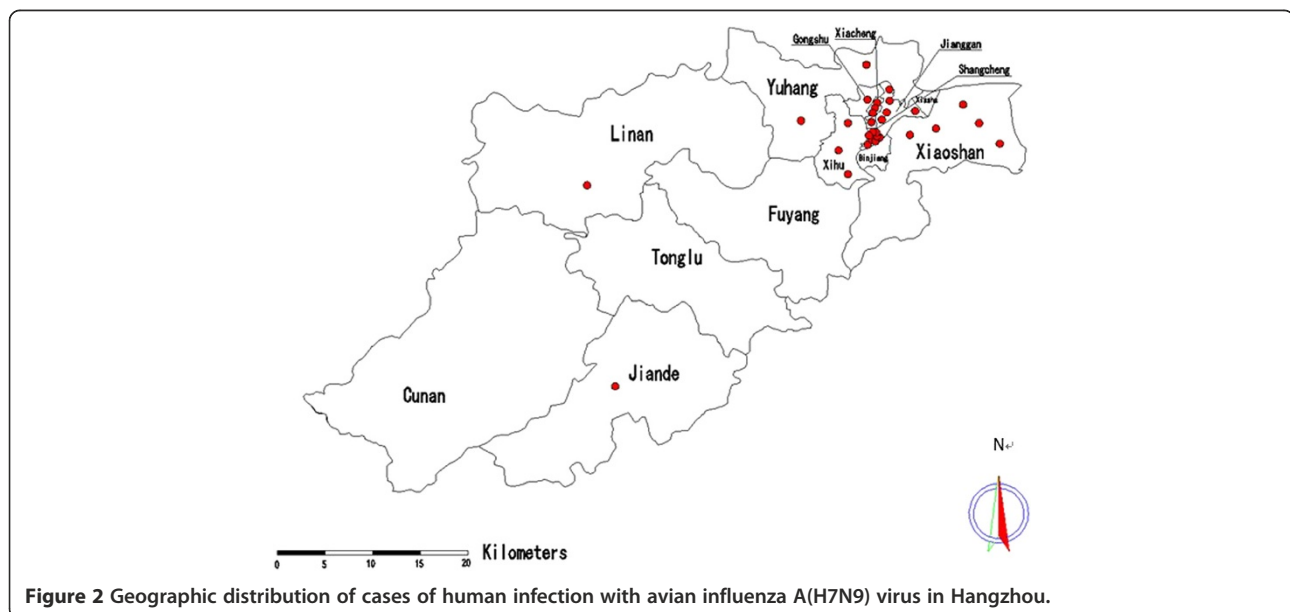 Xiacheng
Gongshu
Jianggan
Shangcheng
Yuhang
Xiasha
Linan
Xihu
Binjiang
Xiaoshan
Fuyang
Tonglu
Jiande
Cunan
N↵
Kilometers
0 5 10 15 20
Figure 2 Geographic distribution of cases of human infection with avian influenza A(H7N9) virus in Hangzhou.